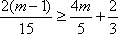 2(m−1)/15 ≥ 4m/5 + 2/3